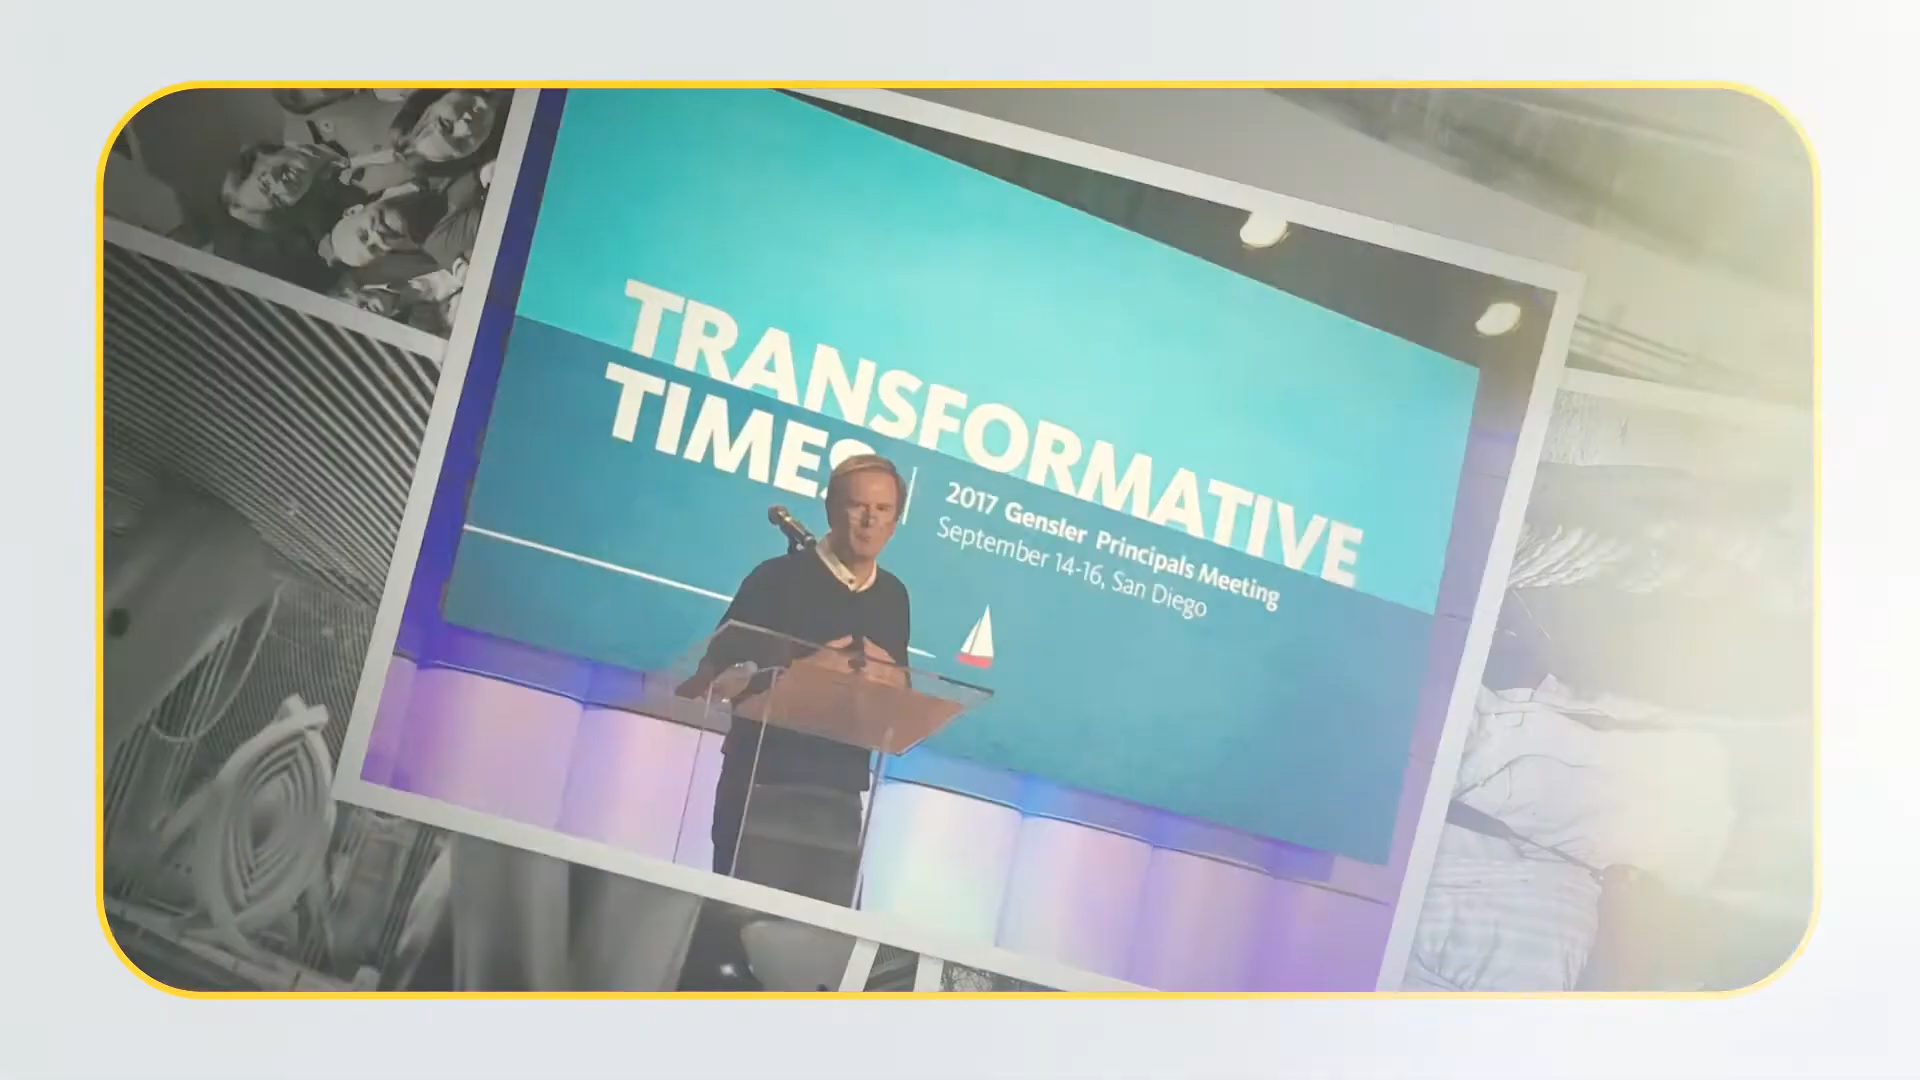 TRANSFORMATIVE
TIMES
2017 Gensler Principals Meeting
September 14-16, San Diego